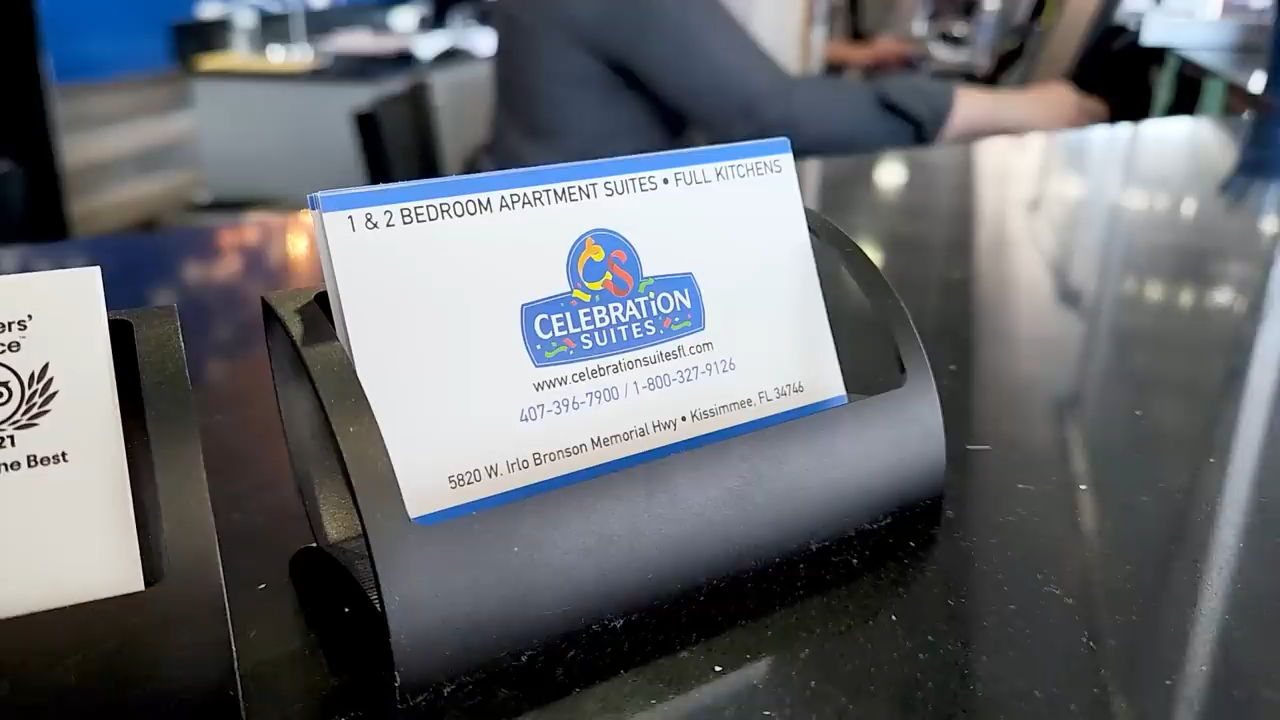 1 & 2 BEDROOM APARTMENT SUITES • FULL KITCHENS
CS
CELEBRATiON
SUITES
www.celebrationsuitesfl.com
407-396-7900 / 1-800-327-9126
5820 W. Irlo Bronson Memorial Hwy • Kissimmee, FL 34746
ers'
ce™
21
ne Best